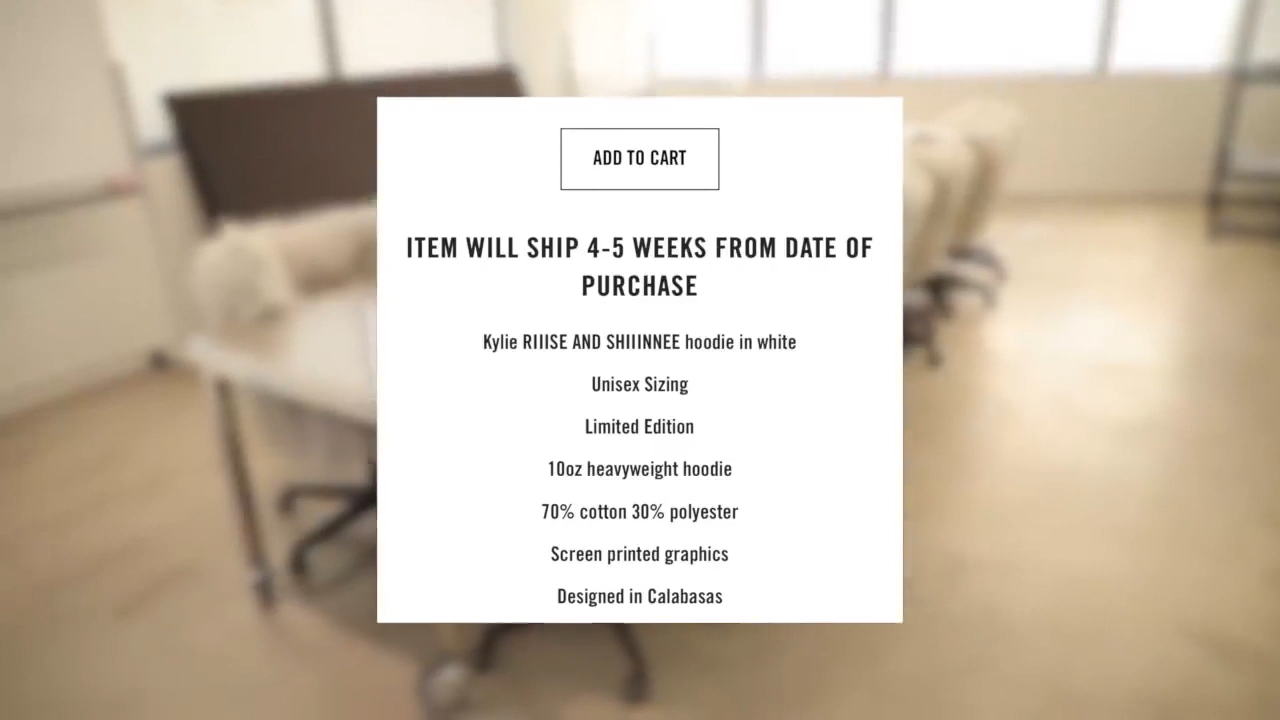 ADD TO CART
ITEM WILL SHIP 4-5 WEEKS FROM DATE OF
PURCHASE
Kylie RIIISE AND SHIIINNEE hoodie in white
Unisex Sizing
Limited Edition
10oz heavyweight hoodie
70% cotton 30% polyester
Screen printed graphics
Designed in Calabasas